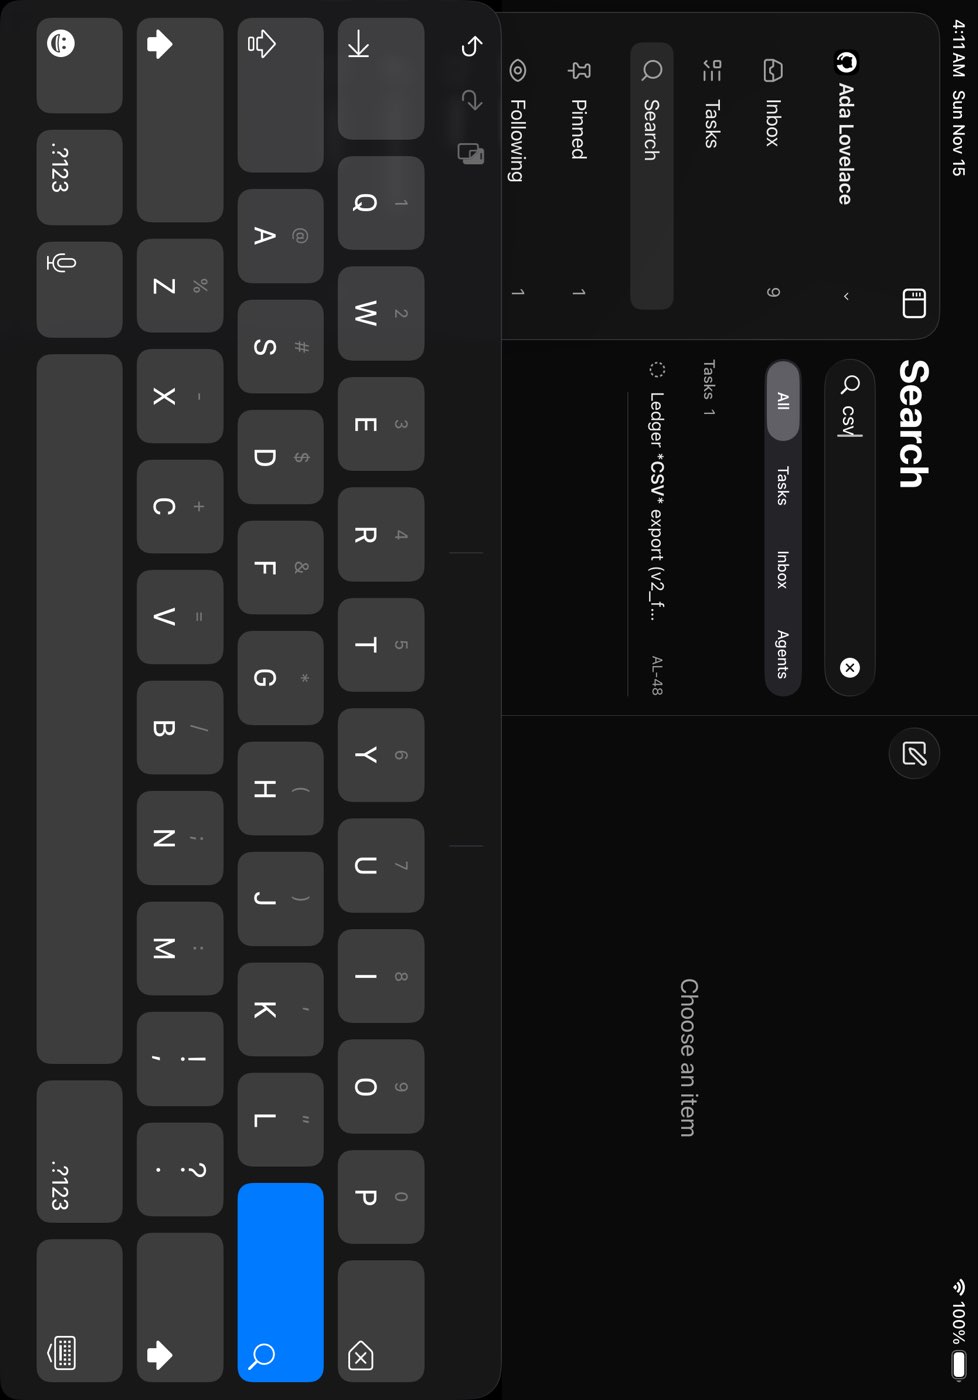 4:11 AM Sun Nov 15
100%
Ada Lovelace
Inbox 9
Tasks
Search
Pinned 1
Following 1
Search
csv
All Tasks Inbox Agents
Tasks 1
Ledger *CSV* export (v2_f... AL-48
Choose an item
1 2 3 4 5 6 7 8 9 0
Q W E R T Y U I O P
@ # $ & * ( ) ' "
A S D F G H J K L
% - + = / ; : ! ?
Z X C V B N M , .
.?123 .?123